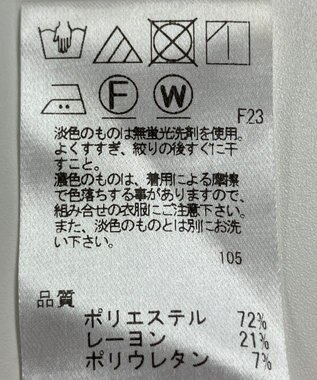 F W
F23
淡色のものは無蛍光洗剤を使用。
よくすすぎ、絞りの後すぐに干
すこと。
濃色のものは、着用による摩擦
で色落ちする事がありますので、
組み合せの衣服にご注意下さい。
また、淡色のものとは別にお洗
い下さい。
105
品質
ポリエステル 72%
レーヨン 21%
ポリウレタン 7%